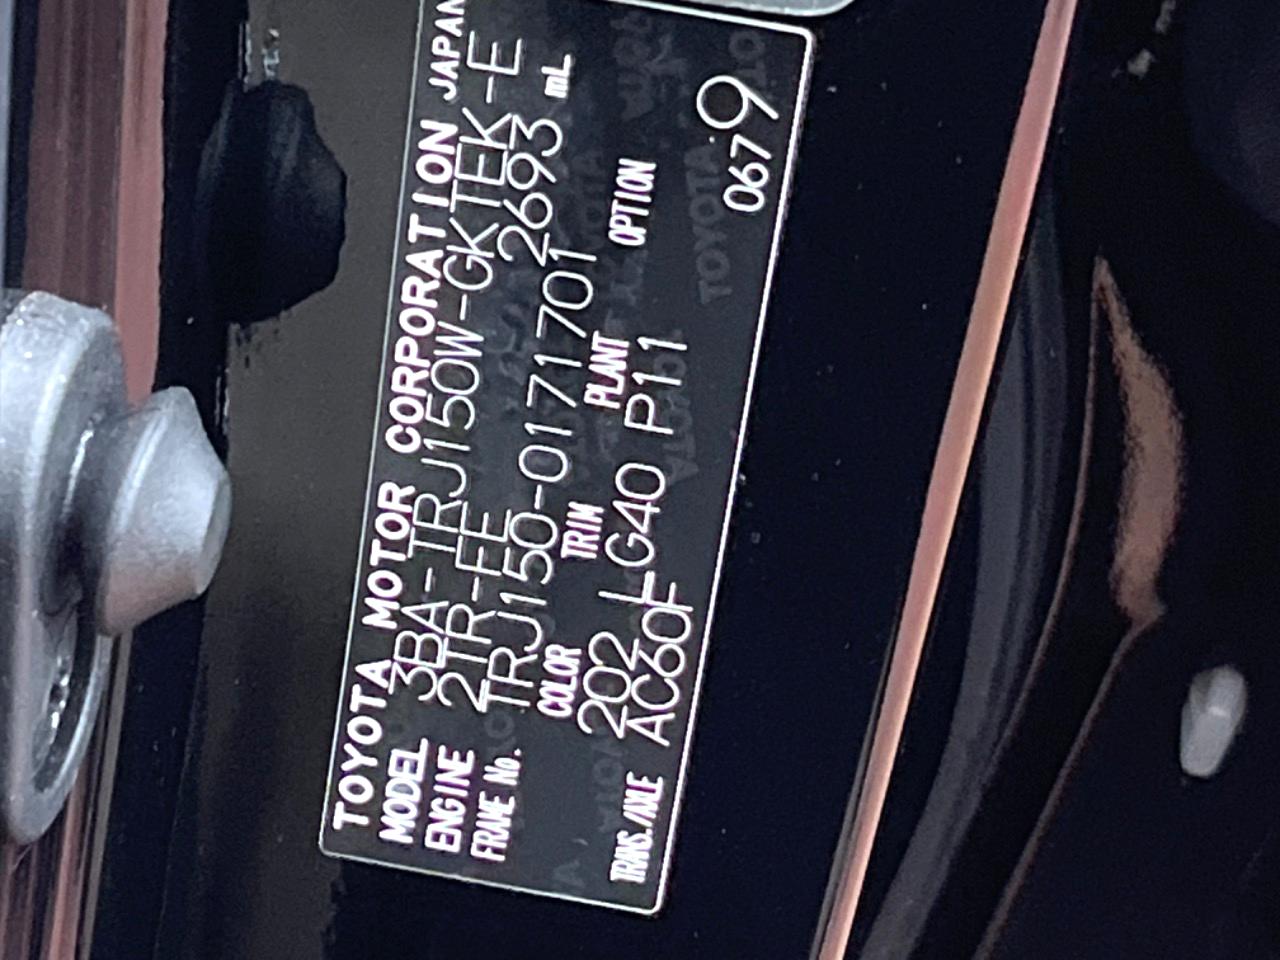 TOYOTA MOTOR CORPORATION JAPAN
MODEL 3BA-TRJ150W-GKTEK-E
ENGINE 2TR-FE 2693 mL
FRAME No. TRJ150-0171701
COLOR TRIM PLANT OPTION
202 LG40 P11
TRANS./AXLE AC60F
0679